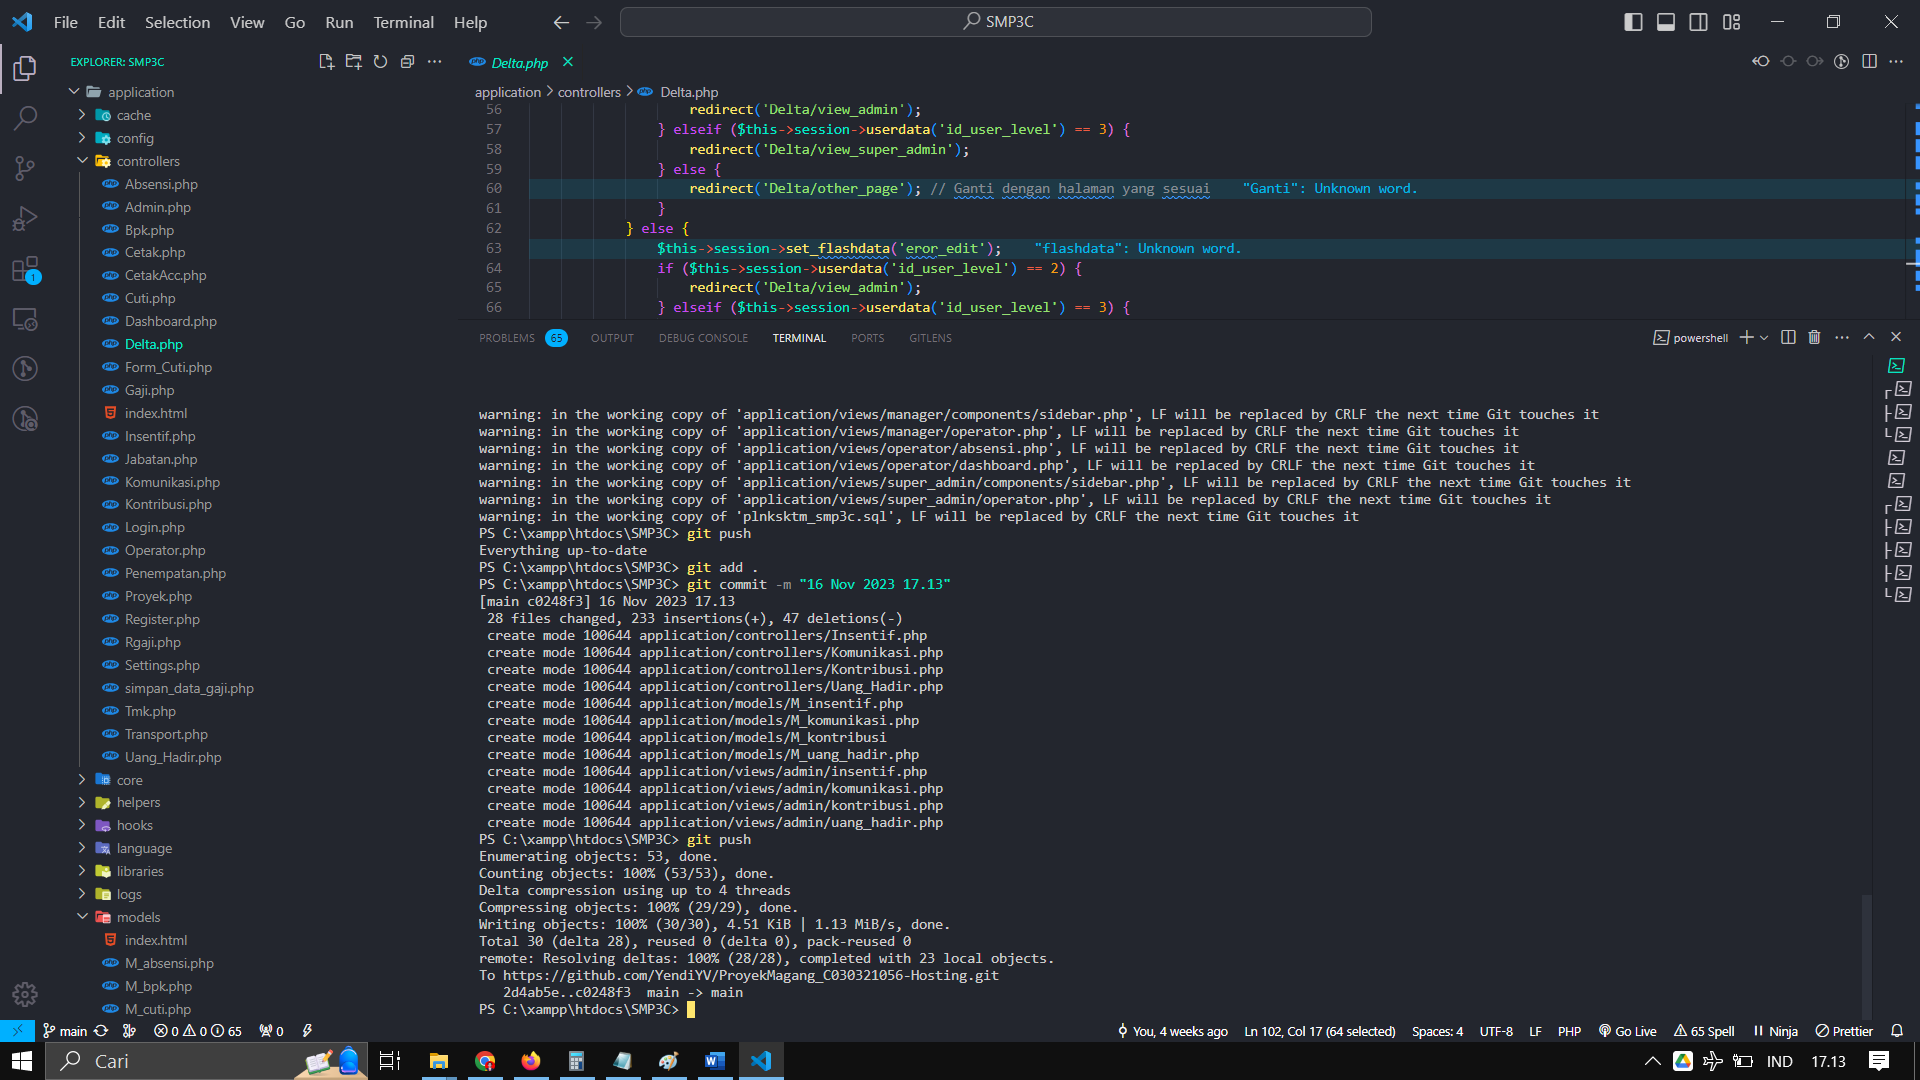 File Edit Selection View Go Run Terminal Help
SMP3C
EXPLORER: SMP3C
application
cache
config
controllers
Absensi.php
Admin.php
Bpk.php
Cetak.php
CetakAcc.php
Cuti.php
Dashboard.php
Delta.php
Form_Cuti.php
Gaji.php
index.html
Insentif.php
Jabatan.php
Komunikasi.php
Kontribusi.php
Login.php
Operator.php
Penempatan.php
Proyek.php
Register.php
Rgaji.php
Settings.php
simpan_data_gaji.php
Tmk.php
Transport.php
Uang_Hadir.php
core
helpers
hooks
language
libraries
logs
models
index.html
M_absensi.php
M_bpk.php
M_cuti.php
1
Delta.php
application > controllers > Delta.php
56 redirect('Delta/view_admin');
57 } elseif ($this->session->userdata('id_user_level') == 3) {
58 redirect('Delta/view_super_admin');
59 } else {
60 redirect('Delta/other_page'); // Ganti dengan halaman yang sesuai "Ganti": Unknown word.
61 }
62 } else {
63 $this->session->set_flashdata('eror_edit'); "flashdata": Unknown word.
64 if ($this->session->userdata('id_user_level') == 2) {
65 redirect('Delta/view_admin');
66 } elseif ($this->session->userdata('id_user_level') == 3) {
PROBLEMS 65 OUTPUT DEBUG CONSOLE TERMINAL PORTS GITLENS
powershell
warning: in the working copy of 'application/views/manager/components/sidebar.php', LF will be replaced by CRLF the next time Git touches it
warning: in the working copy of 'application/views/manager/operator.php', LF will be replaced by CRLF the next time Git touches it
warning: in the working copy of 'application/views/operator/absensi.php', LF will be replaced by CRLF the next time Git touches it
warning: in the working copy of 'application/views/operator/dashboard.php', LF will be replaced by CRLF the next time Git touches it
warning: in the working copy of 'application/views/super_admin/components/sidebar.php', LF will be replaced by CRLF the next time Git touches it
warning: in the working copy of 'application/views/super_admin/operator.php', LF will be replaced by CRLF the next time Git touches it
warning: in the working copy of 'plnksktm_smp3c.sql', LF will be replaced by CRLF the next time Git touches it
PS C:\xampp\htdocs\SMP3C> git push
Everything up-to-date
PS C:\xampp\htdocs\SMP3C> git add .
PS C:\xampp\htdocs\SMP3C> git commit -m "16 Nov 2023 17.13"
[main c0248f3] 16 Nov 2023 17.13
28 files changed, 233 insertions(+), 47 deletions(-)
create mode 100644 application/controllers/Insentif.php
create mode 100644 application/controllers/Komunikasi.php
create mode 100644 application/controllers/Kontribusi.php
create mode 100644 application/controllers/Uang_Hadir.php
create mode 100644 application/models/M_insentif.php
create mode 100644 application/models/M_komunikasi.php
create mode 100644 application/models/M_kontribusi
create mode 100644 application/models/M_uang_hadir.php
create mode 100644 application/views/admin/insentif.php
create mode 100644 application/views/admin/komunikasi.php
create mode 100644 application/views/admin/kontribusi.php
create mode 100644 application/views/admin/uang_hadir.php
PS C:\xampp\htdocs\SMP3C> git push
Enumerating objects: 53, done.
Counting objects: 100% (53/53), done.
Delta compression using up to 4 threads
Compressing objects: 100% (29/29), done.
Writing objects: 100% (30/30), 4.51 KiB | 1.13 MiB/s, done.
Total 30 (delta 28), reused 0 (delta 0), pack-reused 0
remote: Resolving deltas: 100% (28/28), completed with 23 local objects.
To https://github.com/YendiYV/ProyekMagang_C030321056-Hosting.git
2d4ab5e..c0248f3 main -> main
PS C:\xampp\htdocs\SMP3C>
main 0 0 65 0 You, 4 weeks ago Ln 102, Col 17 (64 selected) Spaces: 4 UTF-8 LF PHP Go Live 65 Spell Ninja Prettier
Cari IND 17.13